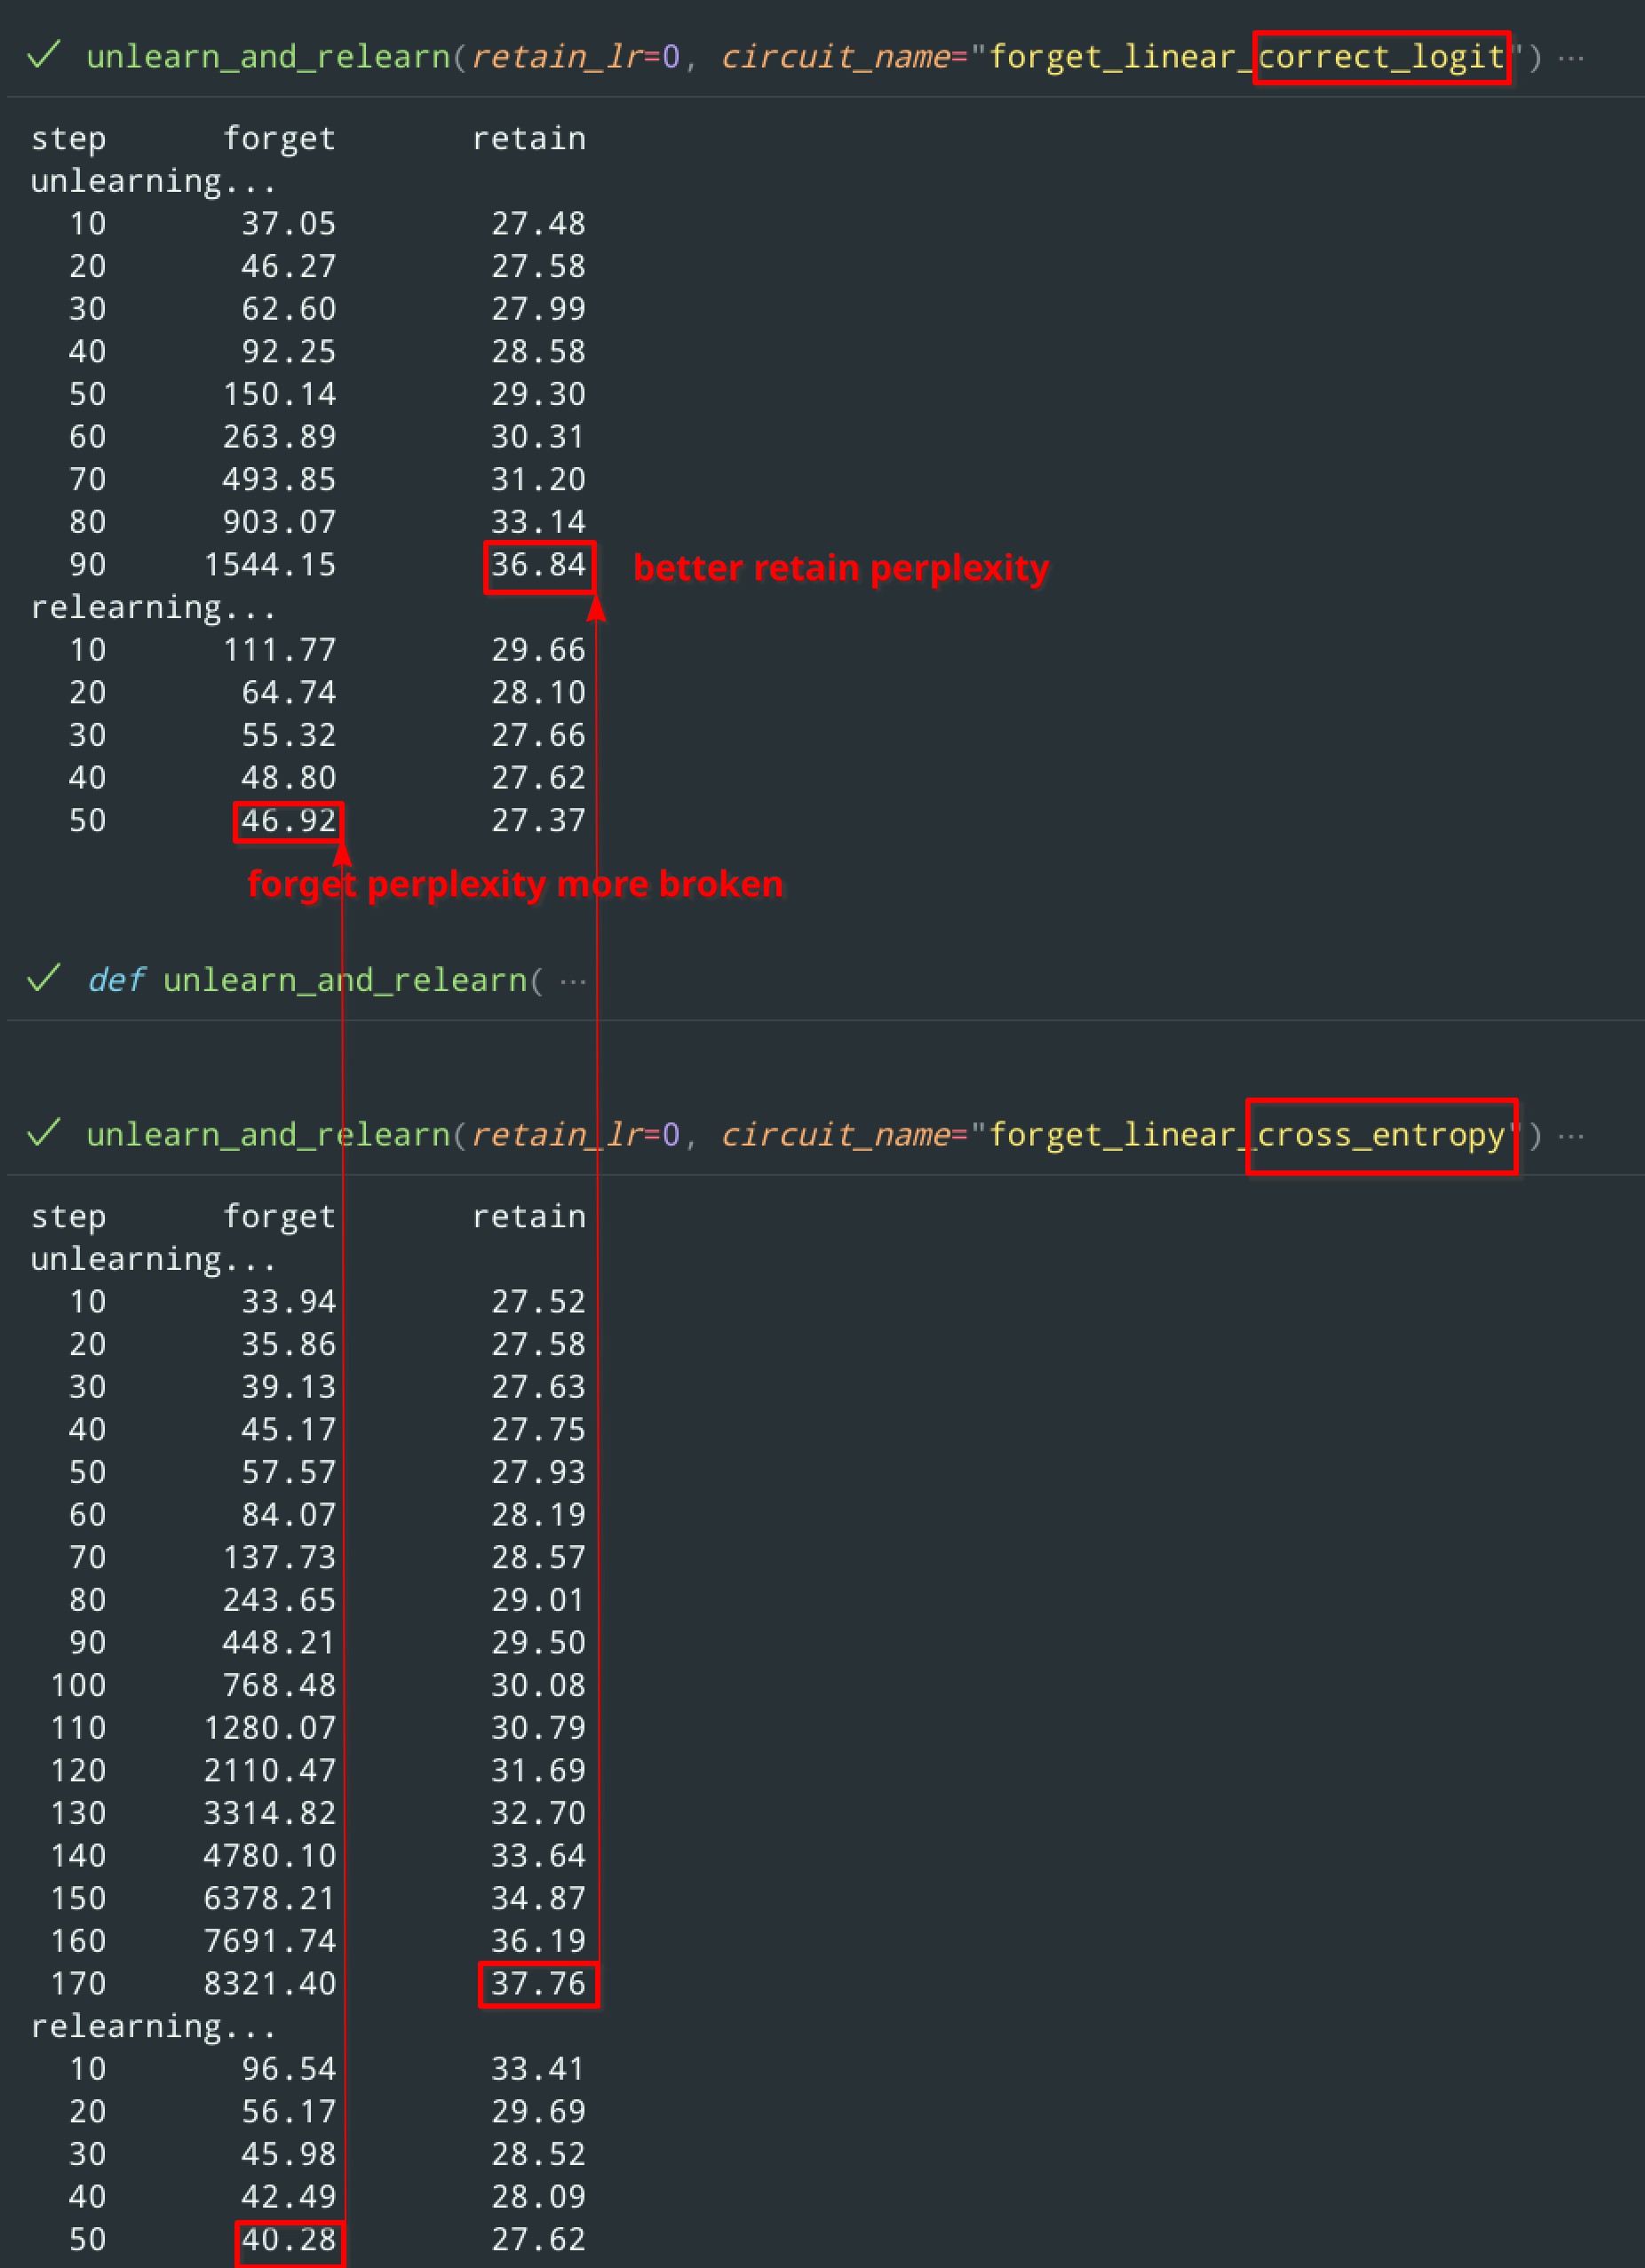 ✓ unlearn_and_relearn(retain_lr=0, circuit_name="forget_linear_correct_logit") ⋯
step forget retain
unlearning...
10 37.05 27.48
20 46.27 27.58
30 62.60 27.99
40 92.25 28.58
50 150.14 29.30
60 263.89 30.31
70 493.85 31.20
80 903.07 33.14
90 1544.15 36.84 better retain perplexity
relearning...
10 111.77 29.66
20 64.74 28.10
30 55.32 27.66
40 48.80 27.62
50 46.92 27.37
forget perplexity more broken
✓ def unlearn_and_relearn( ⋯
✓ unlearn_and_relearn(retain_lr=0, circuit_name="forget_linear_cross_entropy") ⋯
step forget retain
unlearning...
10 33.94 27.52
20 35.86 27.58
30 39.13 27.63
40 45.17 27.75
50 57.57 27.93
60 84.07 28.19
70 137.73 28.57
80 243.65 29.01
90 448.21 29.50
100 768.48 30.08
110 1280.07 30.79
120 2110.47 31.69
130 3314.82 32.70
140 4780.10 33.64
150 6378.21 34.87
160 7691.74 36.19
170 8321.40 37.76
relearning...
10 96.54 33.41
20 56.17 29.69
30 45.98 28.52
40 42.49 28.09
50 40.28 27.62